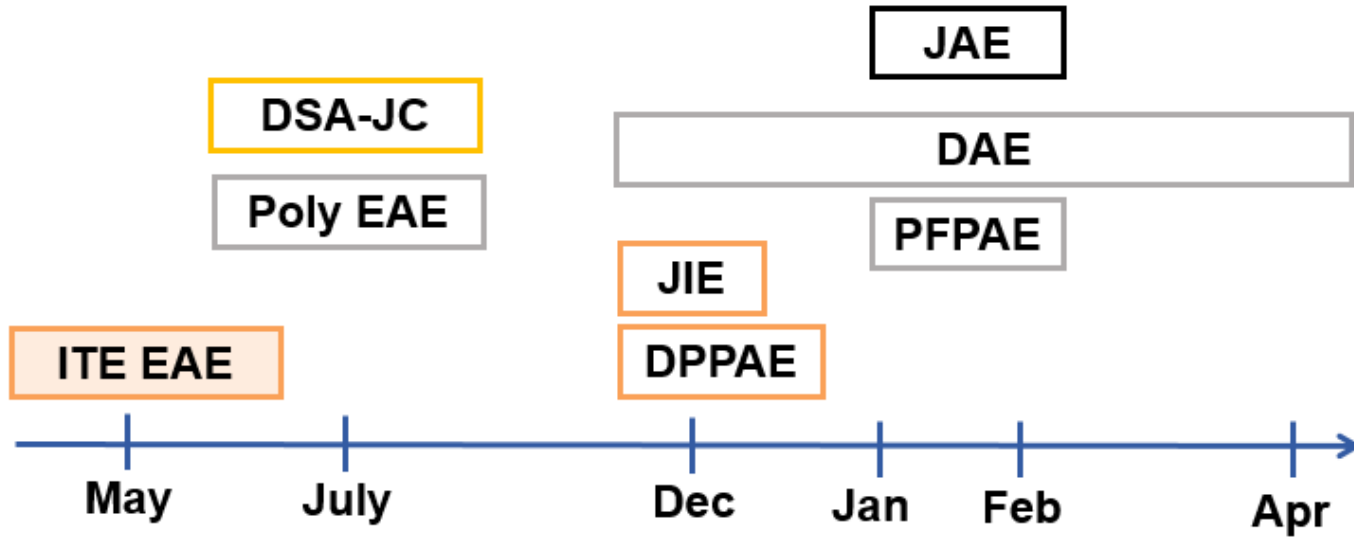 JAE
DSA-JC
DAE
Poly EAE
PFPAE
JIE
ITE EAE
DPPAE
May
July
Dec
Jan
Feb
Apr